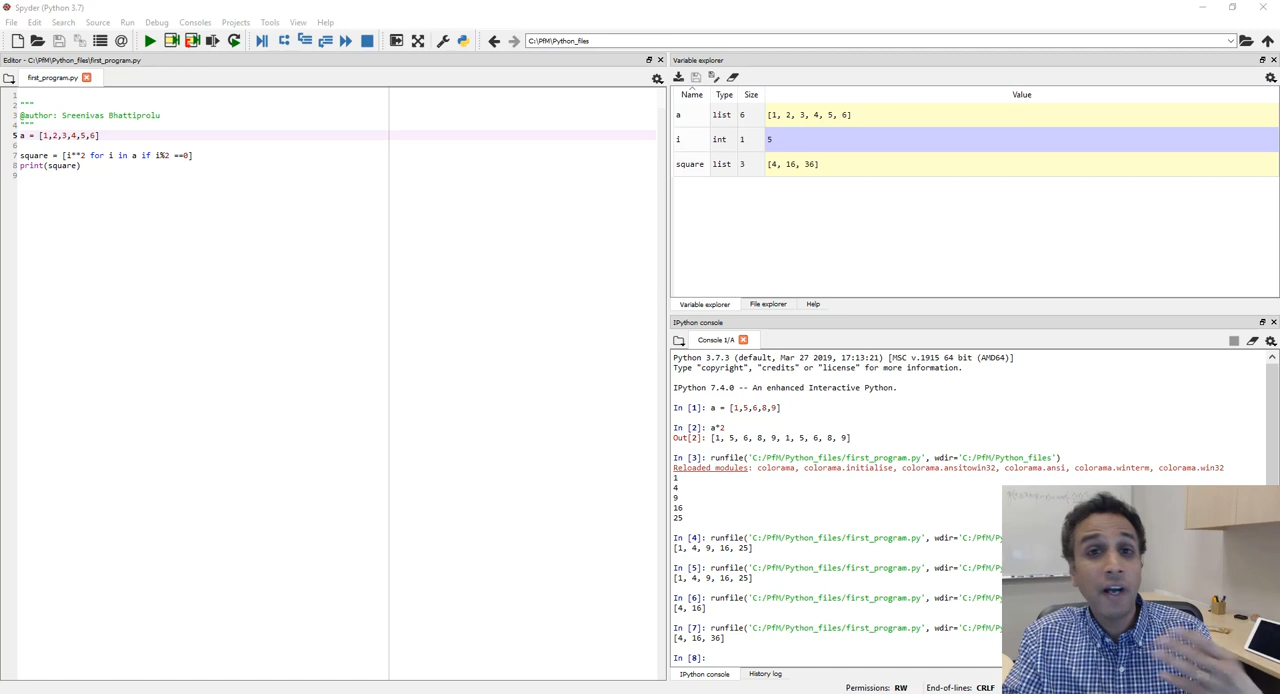 Spyder (Python 3.7)
File Edit Search Source Run Debug Consoles Projects Tools View Help
C:\PfM\Python_files
Editor - C:\PfM\Python_files\first_program.py
first_program.py
1
2 """
3 @author: Sreenivas Bhattiprolu
4 """
5 a = [1,2,3,4,5,6]
6
7 square = [i**2 for i in a if i%2 ==0]
8 print(square)
9
Variable explorer
Name Type Size Value
a list 6 [1, 2, 3, 4, 5, 6]
i int 1 5
square list 3 [4, 16, 36]
Variable explorer File explorer Help
IPython console
Console 1/A
Python 3.7.3 (default, Mar 27 2019, 17:13:21) [MSC v.1915 64 bit (AMD64)]
Type "copyright", "credits" or "license" for more information.
IPython 7.4.0 -- An enhanced Interactive Python.
In [1]: a = [1,5,6,8,9]
In [2]: a*2
Out[2]: [1, 5, 6, 8, 9, 1, 5, 6, 8, 9]
In [3]: runfile('C:/PfM/Python_files/first_program.py', wdir='C:/PfM/Python_files')
Reloaded modules: colorama, colorama.initialise, colorama.ansitowin32, colorama.ansi, colorama.winterm, colorama.win32
1
4
9
16
25
In [4]: runfile('C:/PfM/Python_files/first_program.py', wdir='C:/PfM/Py
[1, 4, 9, 16, 25]
In [5]: runfile('C:/PfM/Python_files/first_program.py', wdir='C:/PfM/Py
[1, 4, 9, 16, 25]
In [6]: runfile('C:/PfM/Python_files/first_program.py', wdir='C:/PfM/Py
[4, 16]
In [7]: runfile('C:/PfM/Python_files/first_program.py', wdir='C:/PfM/Py
[4, 16, 36]
In [8]:
IPython console History log
Permissions: RW End-of-lines: CRLF